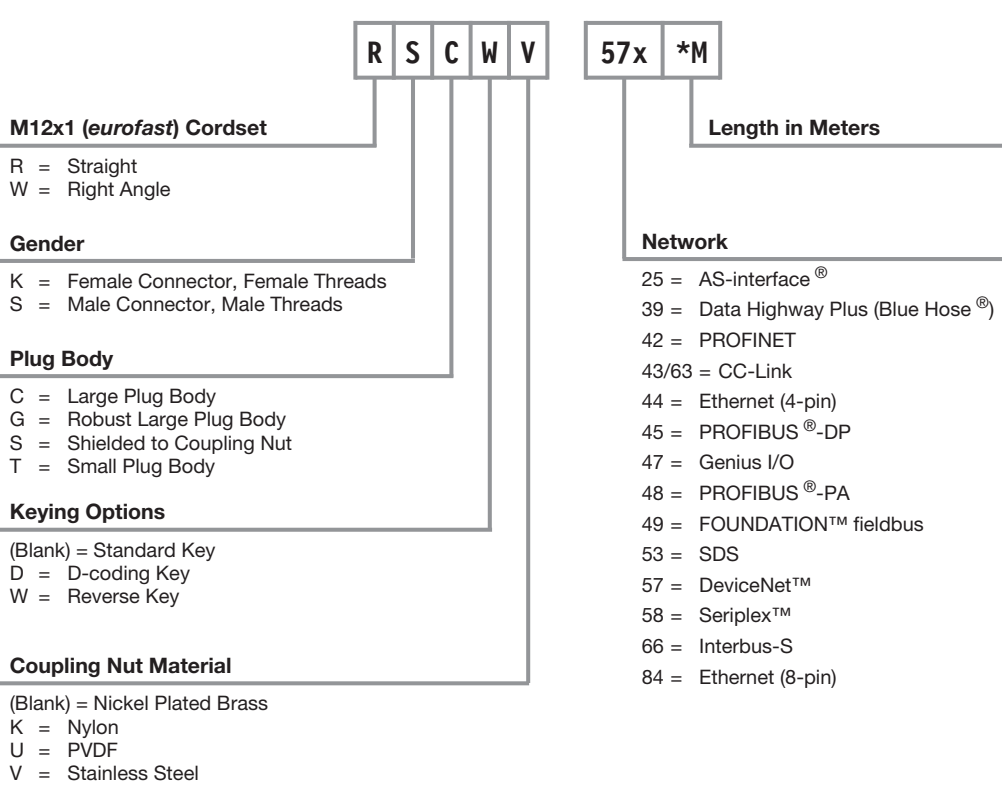 R S C W V 57x *M
M12x1 (eurofast) Cordset
R = Straight
W = Right Angle
Gender
K = Female Connector, Female Threads
S = Male Connector, Male Threads
Plug Body
C = Large Plug Body
G = Robust Large Plug Body
S = Shielded to Coupling Nut
T = Small Plug Body
Keying Options
(Blank) = Standard Key
D = D-coding Key
W = Reverse Key
Coupling Nut Material
(Blank) = Nickel Plated Brass
K = Nylon
U = PVDF
V = Stainless Steel
Length in Meters
Network
25 = AS-interface ®
39 = Data Highway Plus (Blue Hose ®)
42 = PROFINET
43/63 = CC-Link
44 = Ethernet (4-pin)
45 = PROFIBUS ®-DP
47 = Genius I/O
48 = PROFIBUS ®-PA
49 = FOUNDATION™ fieldbus
53 = SDS
57 = DeviceNet™
58 = Seriplex™
66 = Interbus-S
84 = Ethernet (8-pin)